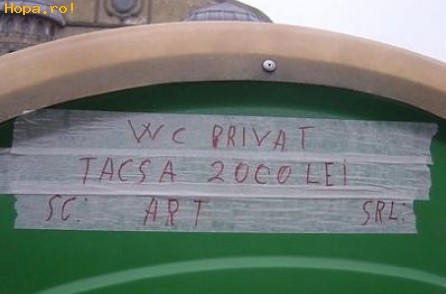 Hopa.ro!
WC PRIVAT
TACSA 2000 LEI
SC: ART SRL: